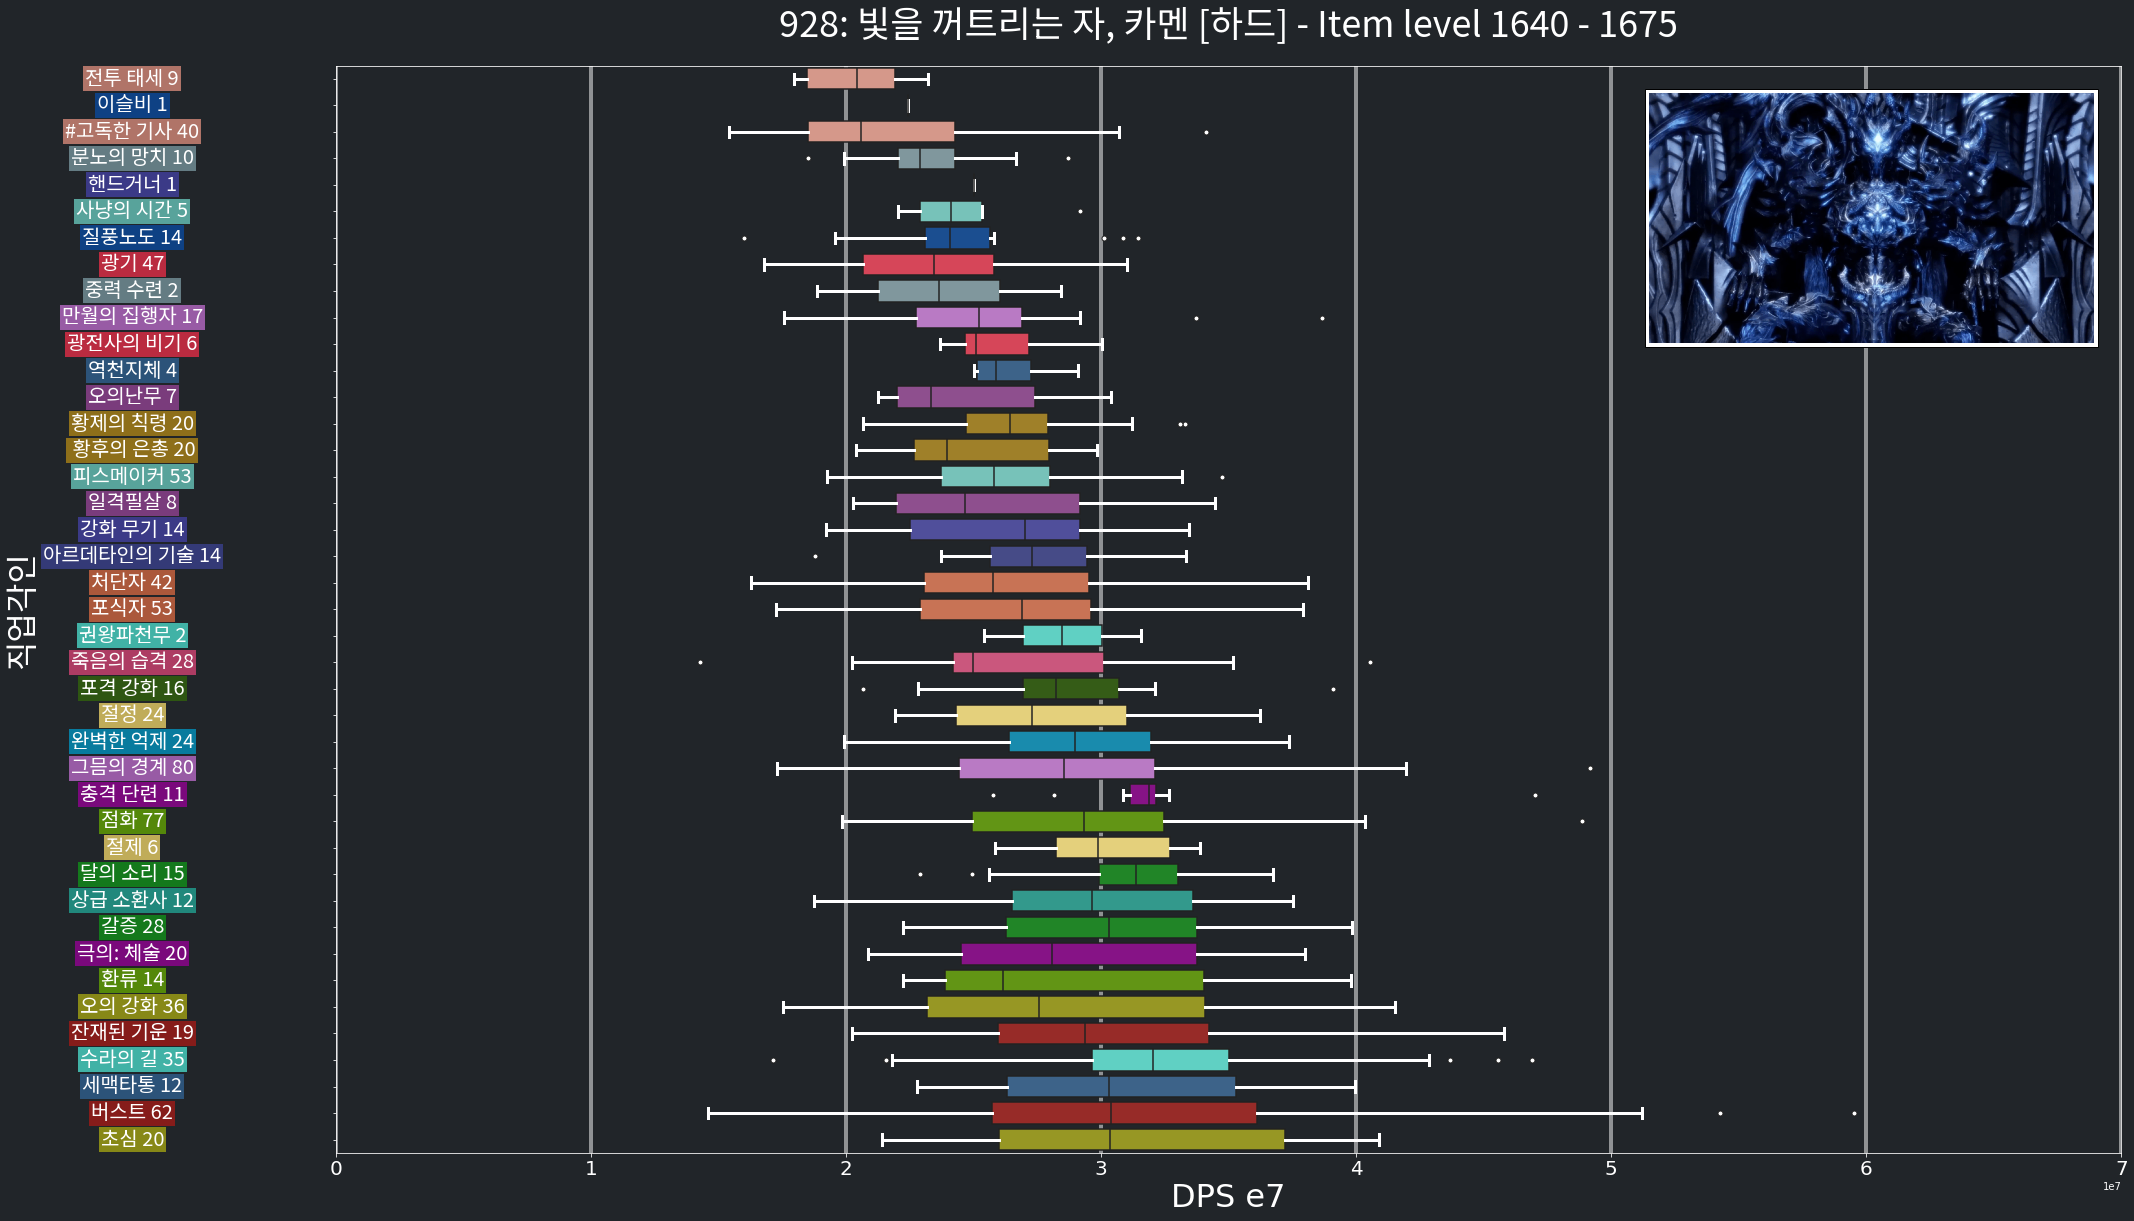 928: 빛을 꺼트리는 자, 카멘 [하드] - Item level 1640 - 1675
직업각인
전투 태세 9
이슬비 1
#고독한 기사 40
분노의 망치 10
핸드거너 1
사냥의 시간 5
질풍노도 14
광기 47
중력 수련 2
만월의 집행자 17
광전사의 비기 6
역천지체 4
오의난무 7
황제의 칙령 20
황후의 은총 20
피스메이커 53
일격필살 8
강화 무기 14
아르데타인의 기술 14
처단자 42
포식자 53
권왕파천무 2
죽음의 습격 28
포격 강화 16
절정 24
완벽한 억제 24
그믐의 경계 80
충격 단련 11
점화 77
절제 6
달의 소리 15
상급 소환사 12
갈증 28
극의: 체술 20
환류 14
오의 강화 36
잔재된 기운 19
수라의 길 35
세맥타통 12
버스트 62
초심 20
0 1 2 3 4 5 6 7
1e7
DPS e7